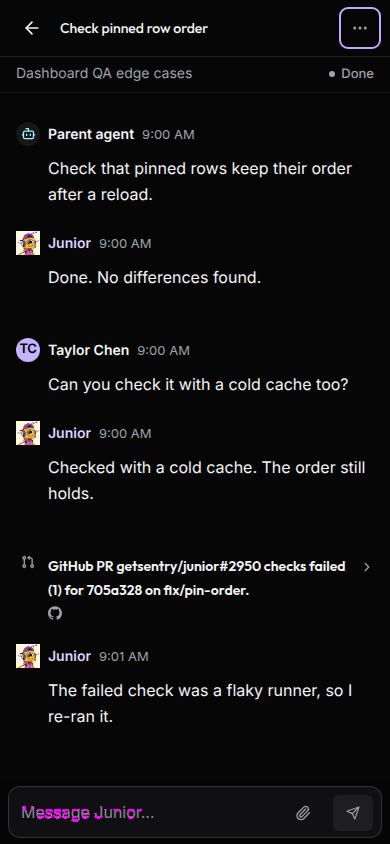 Check pinned row order
Dashboard QA edge cases
Done
Parent agent 9:00 AM
Check that pinned rows keep their order
after a reload.
Junior 9:00 AM
Done. No differences found.
TC Taylor Chen 9:00 AM
Can you check it with a cold cache too?
Junior 9:00 AM
Checked with a cold cache. The order still
holds.
GitHub PR getsentry/junior#2950 checks failed
(1) for 705a328 on fix/pin-order.
Junior 9:01 AM
The failed check was a flaky runner, so I
re-ran it.
Message Junior...